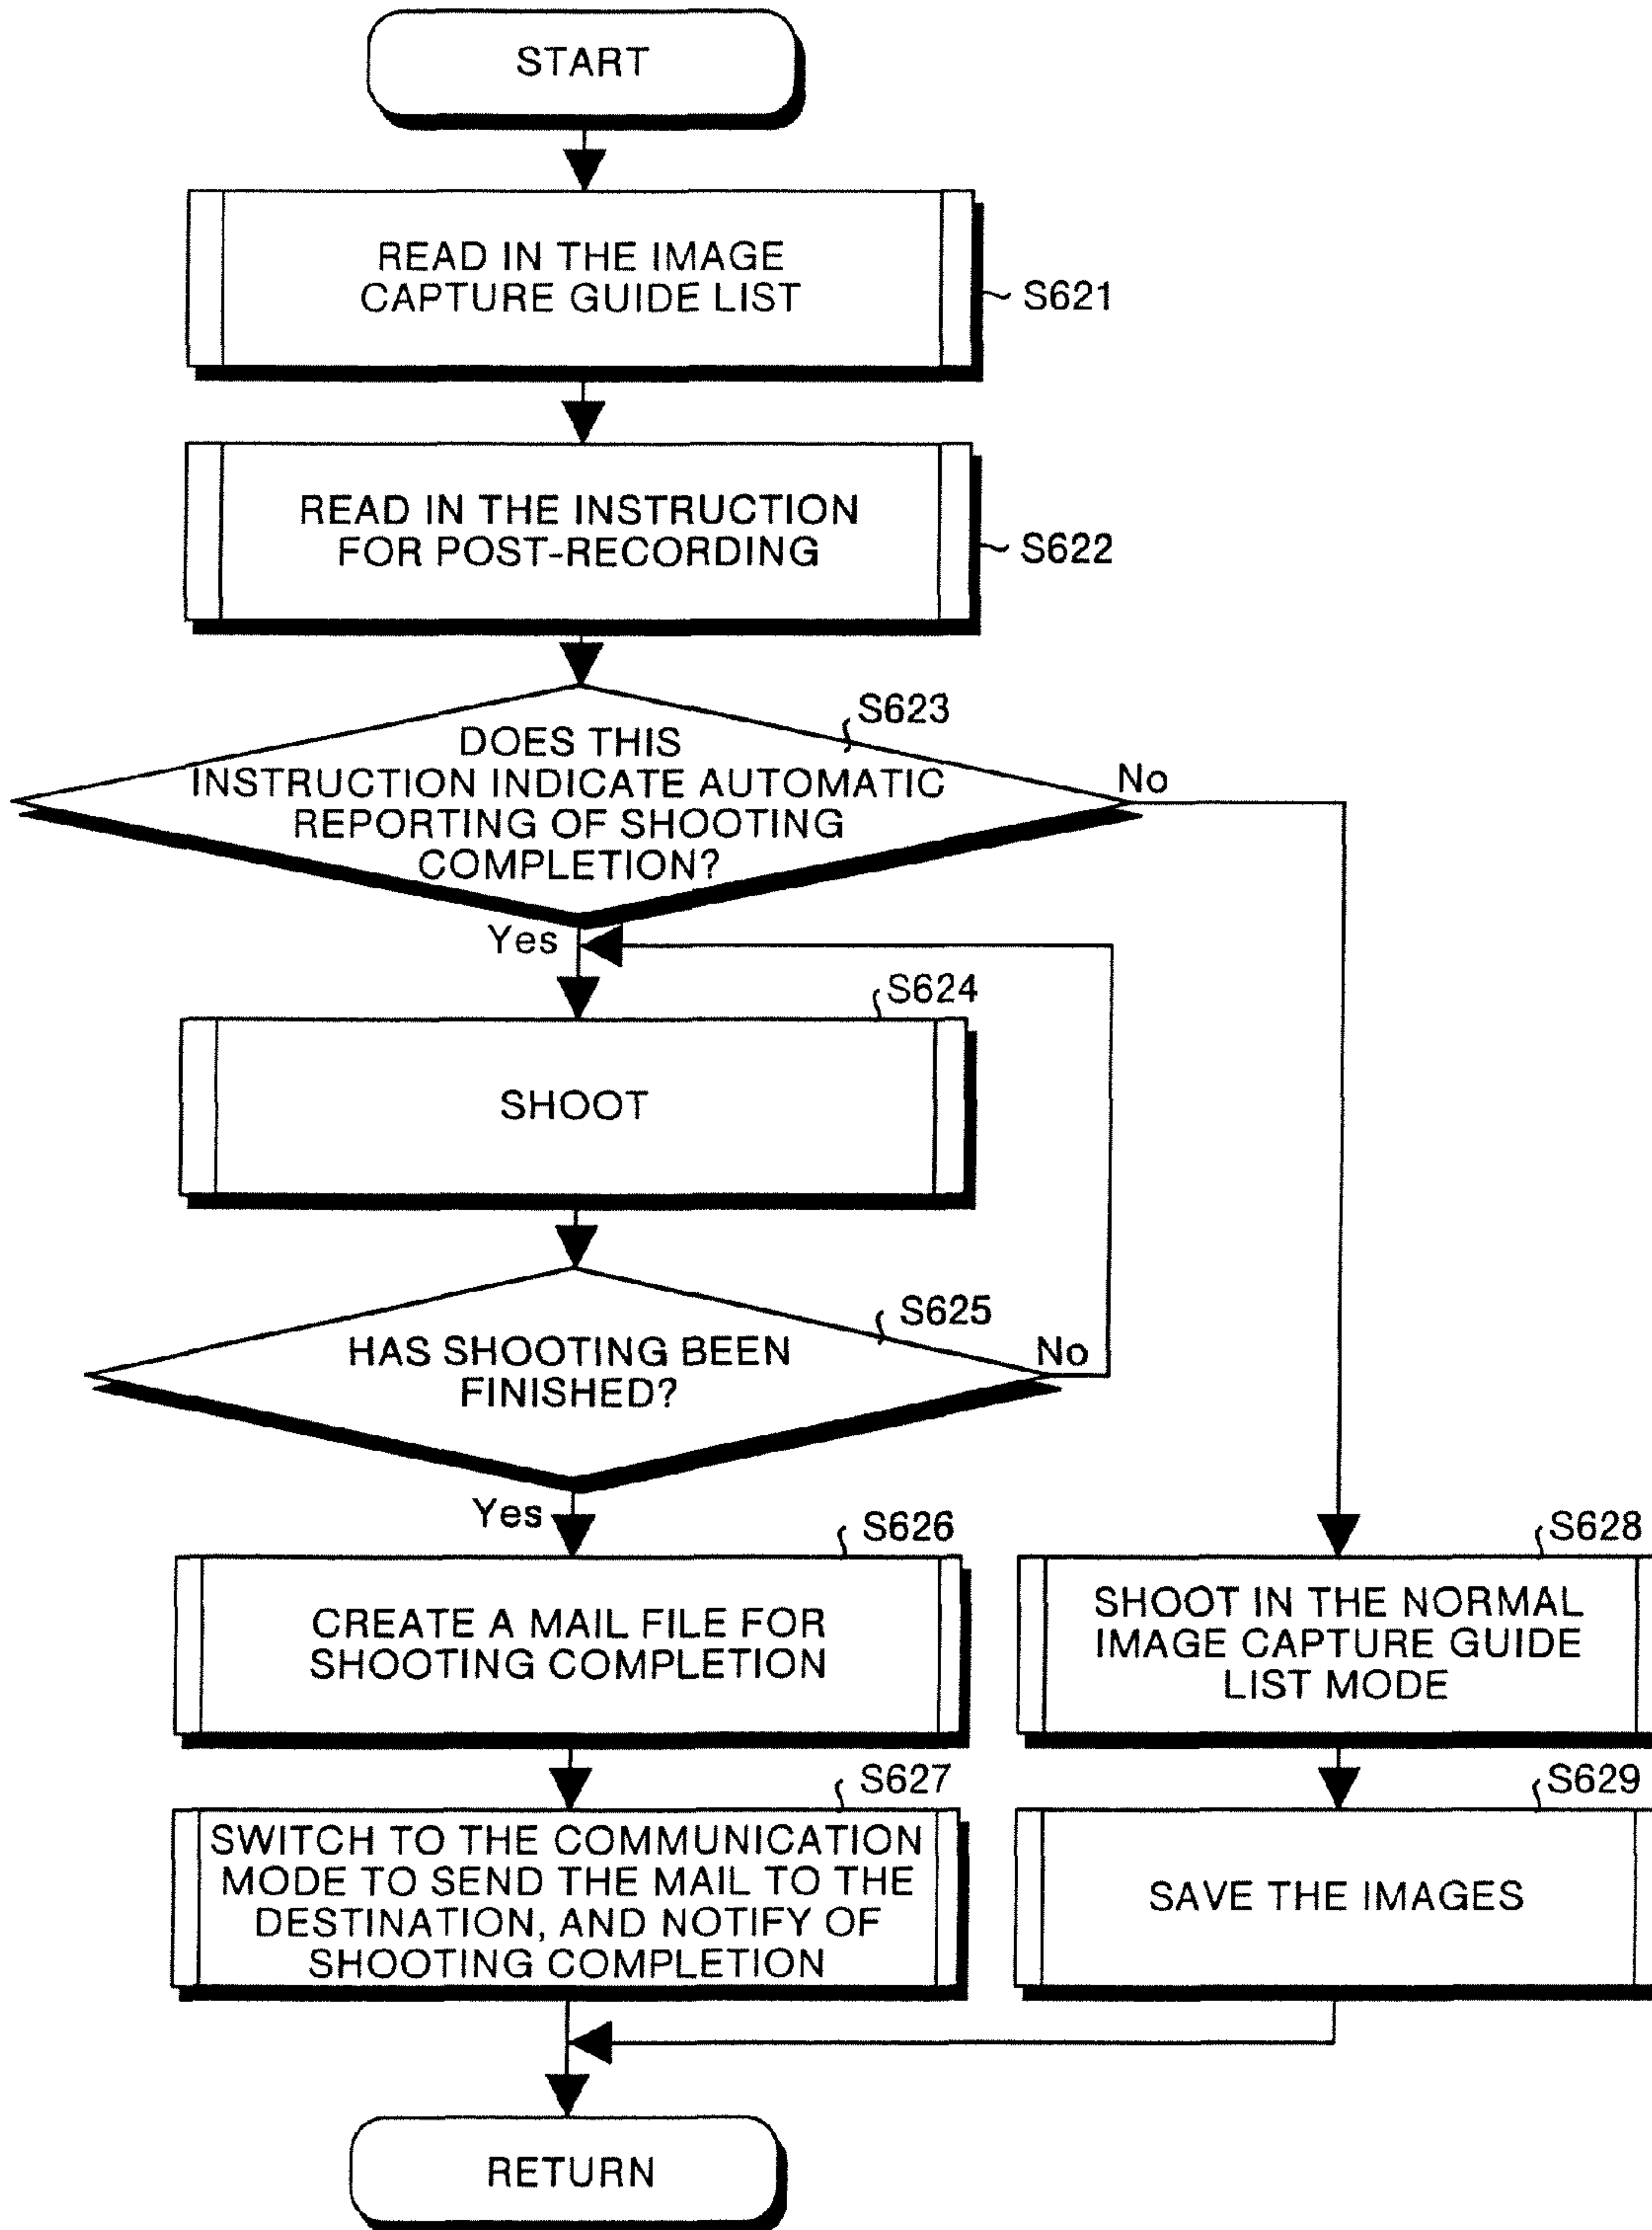 START
READ IN THE IMAGE
CAPTURE GUIDE LIST
S621
READ IN THE INSTRUCTION
FOR POST-RECORDING
S622
S623
DOES THIS
INSTRUCTION INDICATE AUTOMATIC
REPORTING OF SHOOTING
COMPLETION?
No
Yes
S624
SHOOT
S625
HAS SHOOTING BEEN
FINISHED?
No
Yes
S626
CREATE A MAIL FILE FOR
SHOOTING COMPLETION
S628
SHOOT IN THE NORMAL
IMAGE CAPTURE GUIDE
LIST MODE
S627
SWITCH TO THE COMMUNICATION
MODE TO SEND THE MAIL TO THE
DESTINATION, AND NOTIFY OF
SHOOTING COMPLETION
S629
SAVE THE IMAGES
RETURN